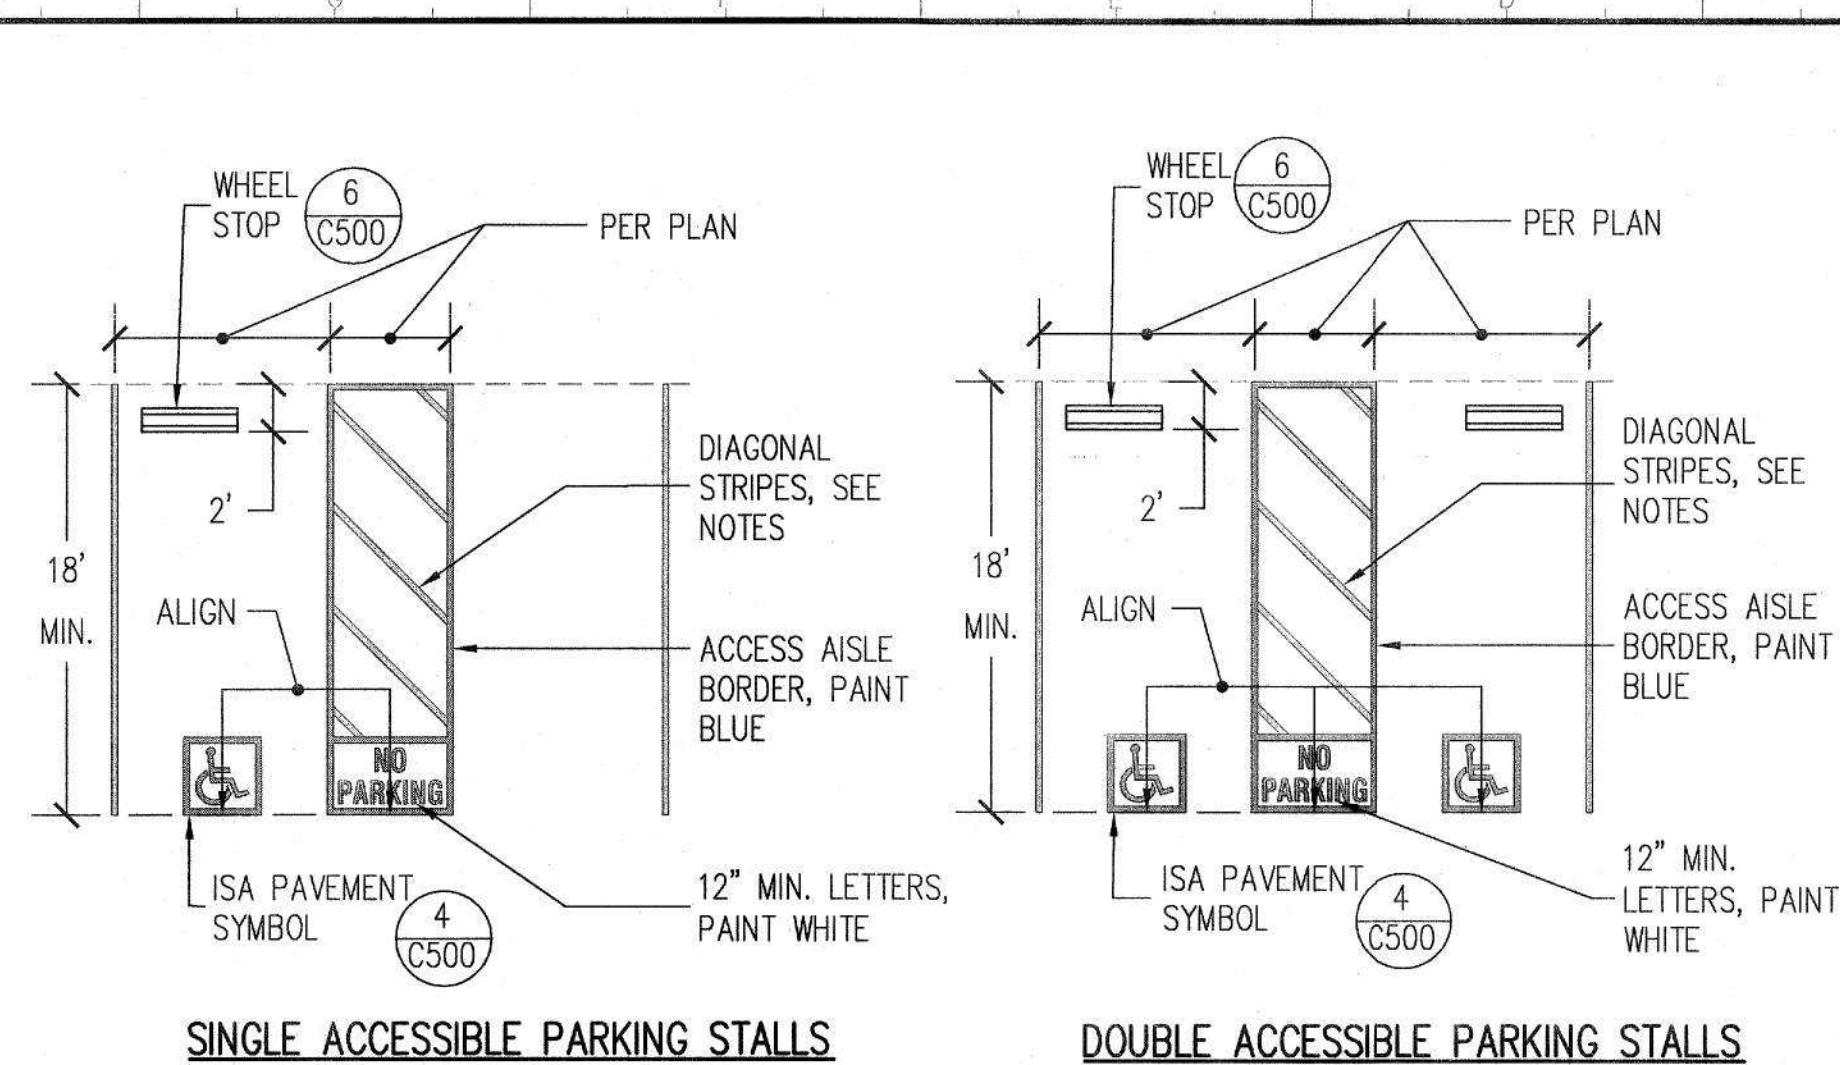 WHEEL
STOP
6
C500
PER PLAN
2'
18'
MIN.
ALIGN
DIAGONAL
STRIPES, SEE
NOTES
ACCESS AISLE
BORDER, PAINT
BLUE
NO
PARKING
ISA PAVEMENT
SYMBOL
4
C500
12" MIN. LETTERS,
PAINT WHITE
SINGLE ACCESSIBLE PARKING STALLS
WHEEL
STOP
6
C500
PER PLAN
2'
18'
MIN.
ALIGN
DIAGONAL
STRIPES, SEE
NOTES
ACCESS AISLE
BORDER, PAINT
BLUE
NO
PARKING
ISA PAVEMENT
SYMBOL
4
C500
12" MIN.
LETTERS, PAINT
WHITE
DOUBLE ACCESSIBLE PARKING STALLS